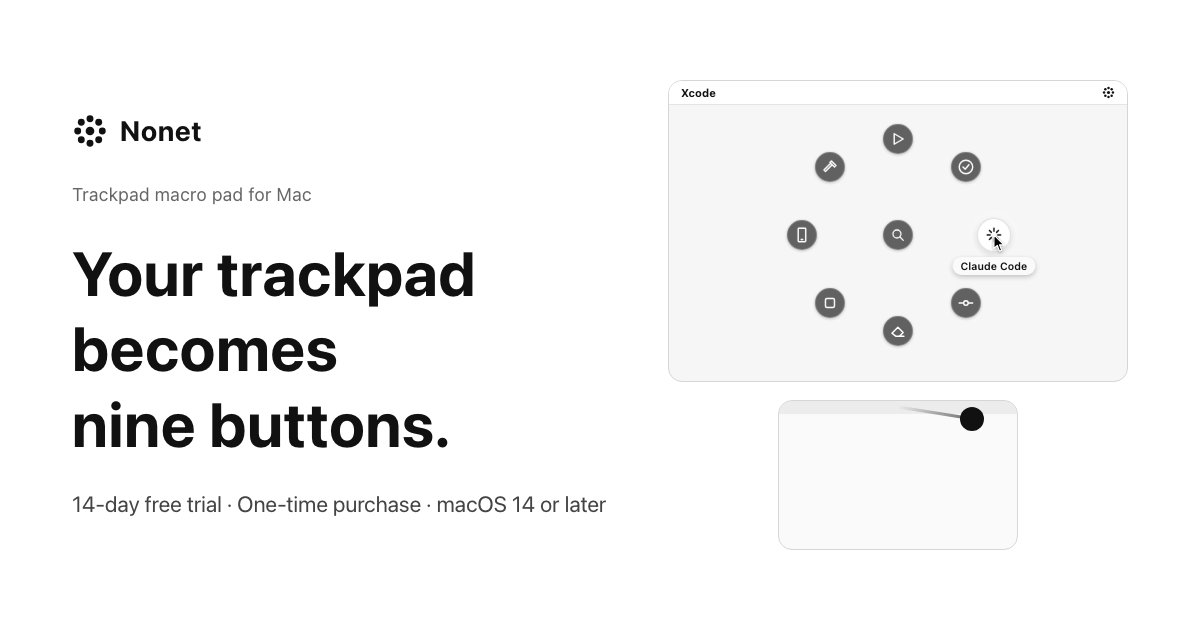 Nonet
Trackpad macro pad for Mac
Your trackpad
becomes
nine buttons.
14-day free trial · One-time purchase · macOS 14 or later
Xcode
Claude Code